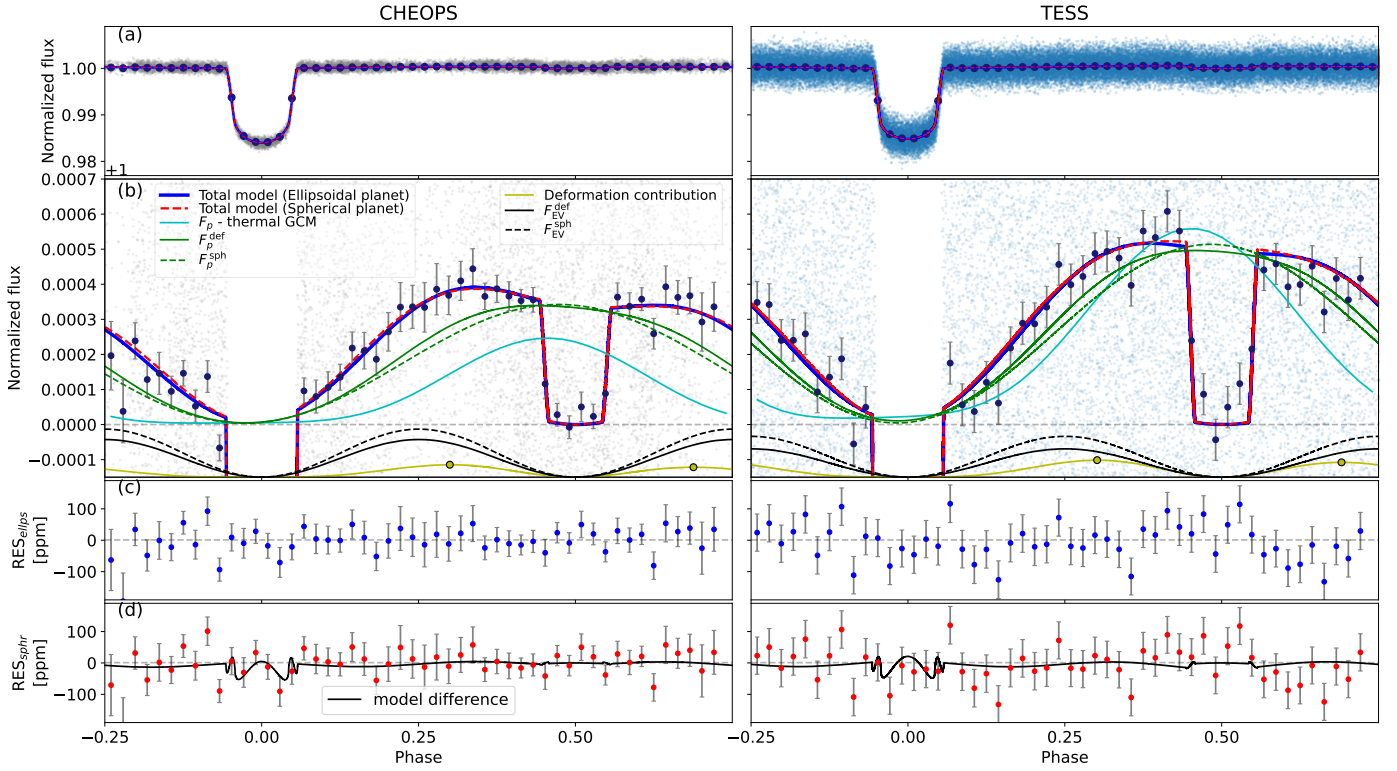 CHEOPS
TESS
(a)
Normalized flux
1.00
0.99
0.98
+1
(b)
Normalized flux
0.0007
0.0006
0.0005
0.0004
0.0003
0.0002
0.0001
0.0000
−0.0001
Total model (Ellipsoidal planet)
Total model (Spherical planet)
F_p - thermal GCM
F_p^def
F_p^sph
Deformation contribution
F_EV^def
F_EV^sph
(c)
RES_ellps
[ppm]
100
0
−100
(d)
RES_sphr
[ppm]
100
0
−100
model difference
−0.25
0.00
0.25
0.50
Phase
−0.25
0.00
0.25
0.50
Phase